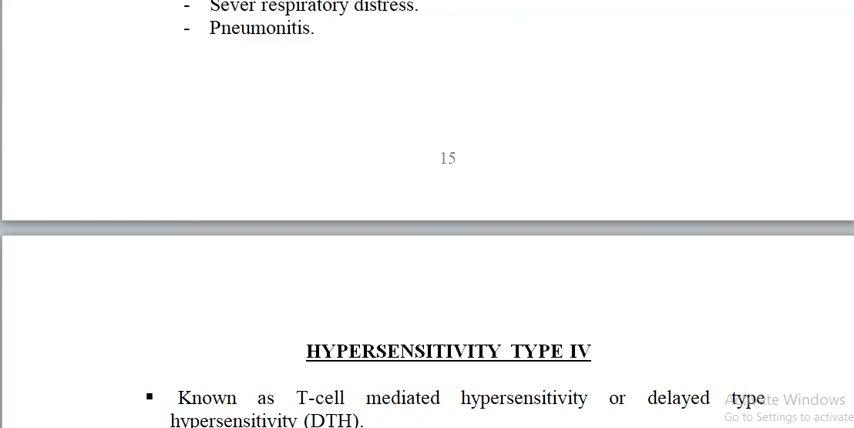 - Sever respiratory distress.
- Pneumonitis.
15
HYPERSENSITIVITY TYPE IV
▪ Known as T-cell mediated hypersensitivity or delayed type
hypersensitivity (DTH).
Activate Windows
Go to Settings to activate